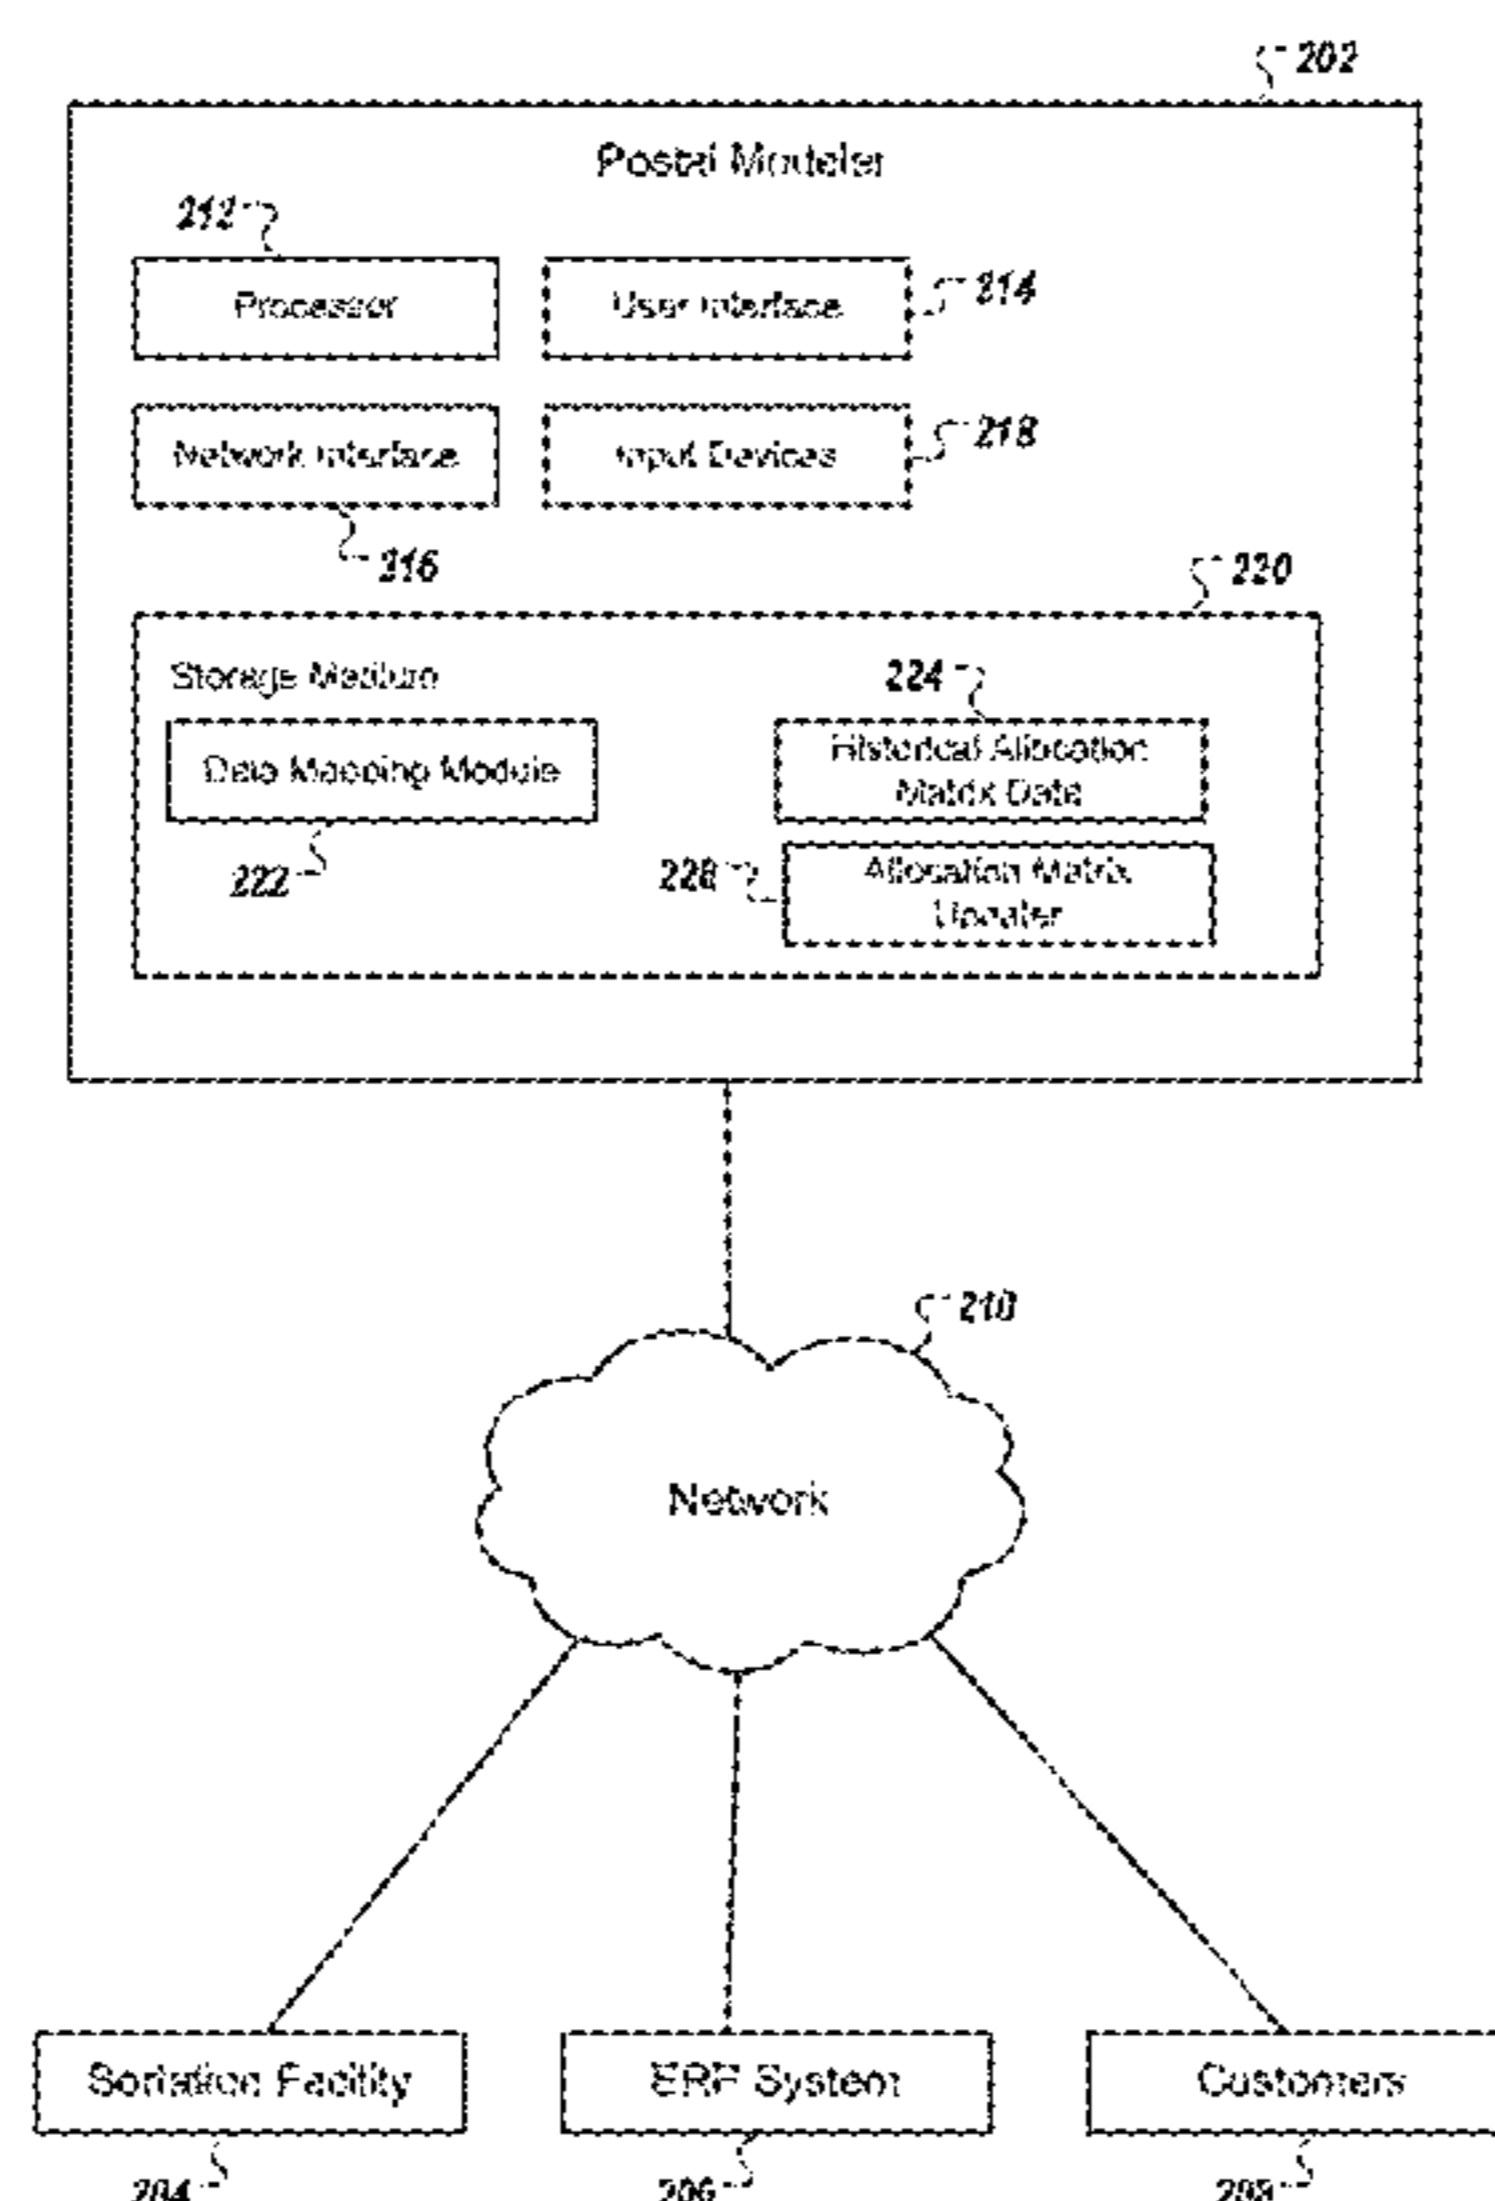 202
Postal Modeler
212
Processor
User Interface
214
Network Interface
Input Devices
218
216
220
Storage Medium
224
Data Mapping Module
Historical Allocation
Matrix Data
222
Allocation Matrix
Updater
210
Network
Sortation Facility
ERP System
Customers
204
206
208